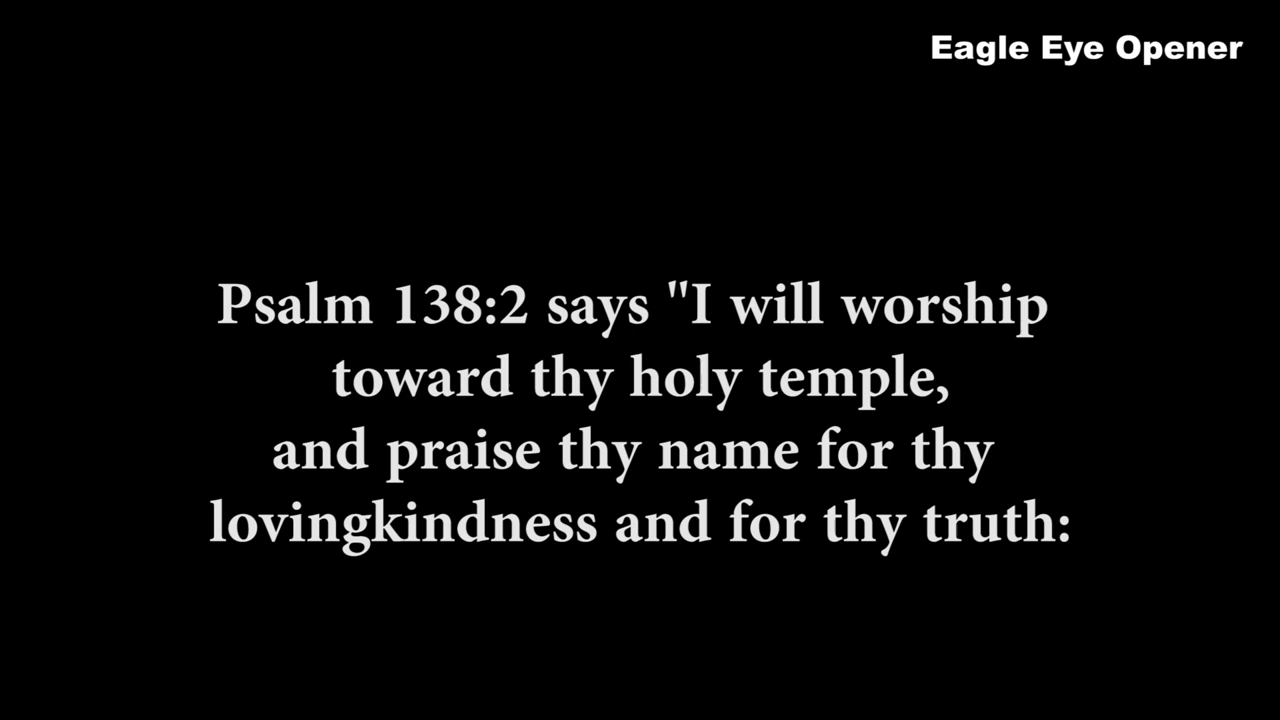 Eagle Eye Opener
Psalm 138:2 says "I will worship
toward thy holy temple,
and praise thy name for thy
lovingkindness and for thy truth: